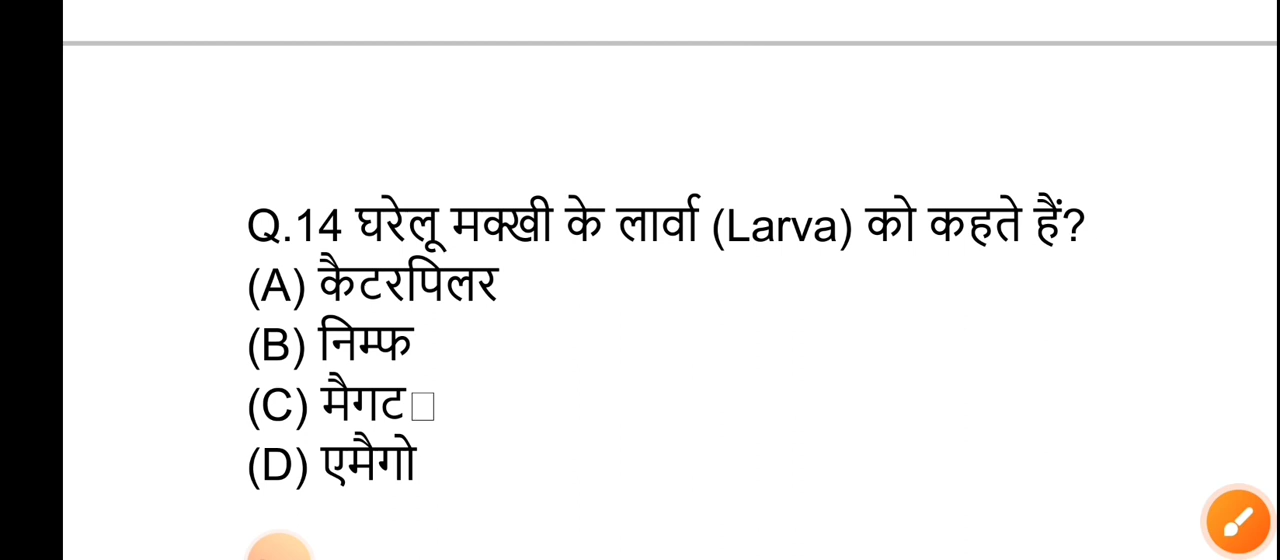 Q.14 घरेलू मक्खी के लार्वा (Larva) को कहते हैं?
(A) कैटरपिलर
(B) निम्फ
(C) मैगट
(D) एमैगो